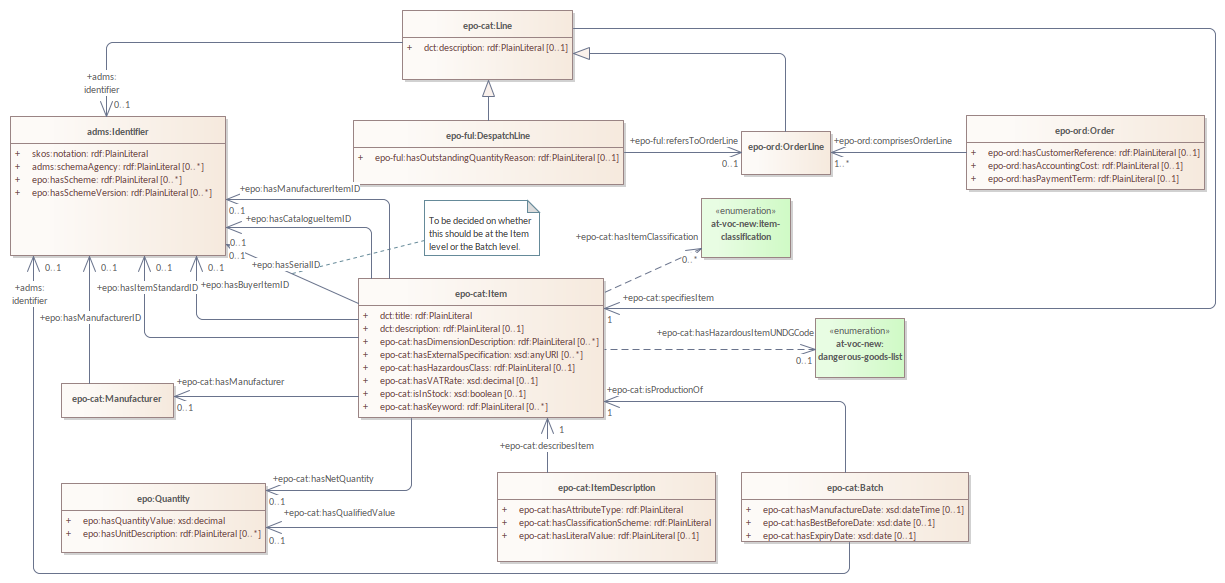 epo-cat:Line
+ dct:description: rdf:PlainLiteral [0..1]
+adms:
identifier
0..1
adms:Identifier
+ skos:notation: rdf:PlainLiteral
+ adms:schemaAgency: rdf:PlainLiteral [0..*]
+ epo:hasScheme: rdf:PlainLiteral [0..*]
+ epo:hasSchemeVersion: rdf:PlainLiteral [0..*]
epo-ful:DespatchLine
+ epo-ful:hasOutstandingQuantityReason: rdf:PlainLiteral [0..1]
+epo-ful:refersToOrderLine
0..1
epo-ord:OrderLine
+epo-ord:comprisesOrderLine
1..*
epo-ord:Order
+ epo-ord:hasCustomerReference: rdf:PlainLiteral [0..1]
+ epo-ord:hasAccountingCost: rdf:PlainLiteral [0..1]
+ epo-ord:hasPaymentTerm: rdf:PlainLiteral [0..1]
+epo:hasManufacturerItemID
0..1
+epo:hasCatalogueItemID
0..1
0..1
+epo:hasSerialID
To be decided on whether
this should be at the Item
level or the Batch level.
«enumeration»
at-voc-new:item-
classification
+epo-cat:hasItemClassification
0..*
0..1
0..1
0..1
0..1
+adms:
identifier
+epo:hasItemStandardID
+epo:hasBuyerItemID
+epo:hasManufacturerID
epo-cat:Item
+ dct:title: rdf:PlainLiteral
+ dct:description: rdf:PlainLiteral [0..1]
+ epo-cat:hasDimensionDescription: rdf:PlainLiteral [0..*]
+ epo-cat:hasExternalSpecification: xsd:anyURI [0..*]
+ epo-cat:hasHazardousClass: rdf:PlainLiteral [0..1]
+ epo-cat:hasVATRate: xsd:decimal [0..1]
+ epo-cat:isInStock: xsd:boolean [0..1]
+ epo-cat:hasKeyword: rdf:PlainLiteral [0..*]
+epo-cat:specifiesItem
1
+epo-cat:hasHazardousItemUNDGCode
0..1
«enumeration»
at-voc-new:
dangerous-goods-list
epo-cat:Manufacturer
+epo-cat:hasManufacturer
0..1
+epo-cat:isProductionOf
1
1
+epo-cat:describesItem
epo:Quantity
+ epo:hasQuantityValue: xsd:decimal
+ epo:hasUnitDescription: rdf:PlainLiteral [0..*]
+epo-cat:hasNetQuantity
0..1
+epo-cat:hasQualifiedValue
0..1
epo-cat:ItemDescription
+ epo-cat:hasAttributeType: rdf:PlainLiteral
+ epo-cat:hasClassificationScheme: rdf:PlainLiteral
+ epo-cat:hasLiteralValue: rdf:PlainLiteral [0..1]
epo-cat:Batch
+ epo-cat:hasManufactureDate: xsd:dateTime [0..1]
+ epo-cat:hasBestBeforeDate: xsd:date [0..1]
+ epo-cat:hasExpiryDate: xsd:date [0..1]